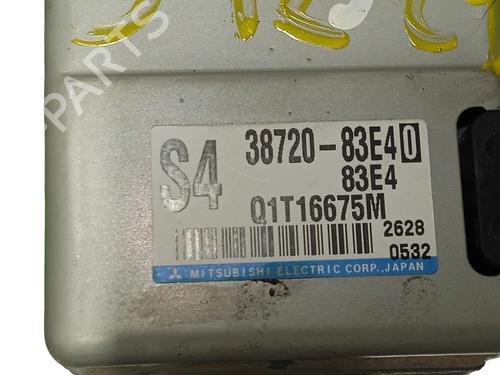 S4
38720-83E40
83E4
Q1T16675M
2628
0532
MITSUBISHI ELECTRIC CORP., JAPAN
PARTS